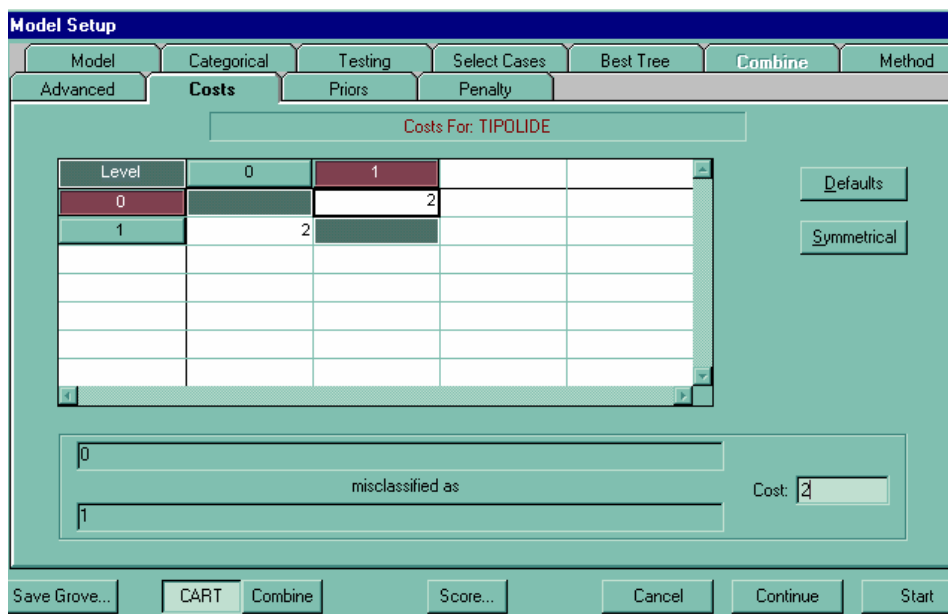 Model Setup
Model Categorical Testing Select Cases Best Tree Combine Method
Advanced Costs Priors Penalty
Costs For: TIPOLIDE
Level 0 1
0 2
1 2
Defaults
Symmetrical
0
misclassified as
Cost: 2
1
Save Grove... CART Combine Score... Cancel Continue Start